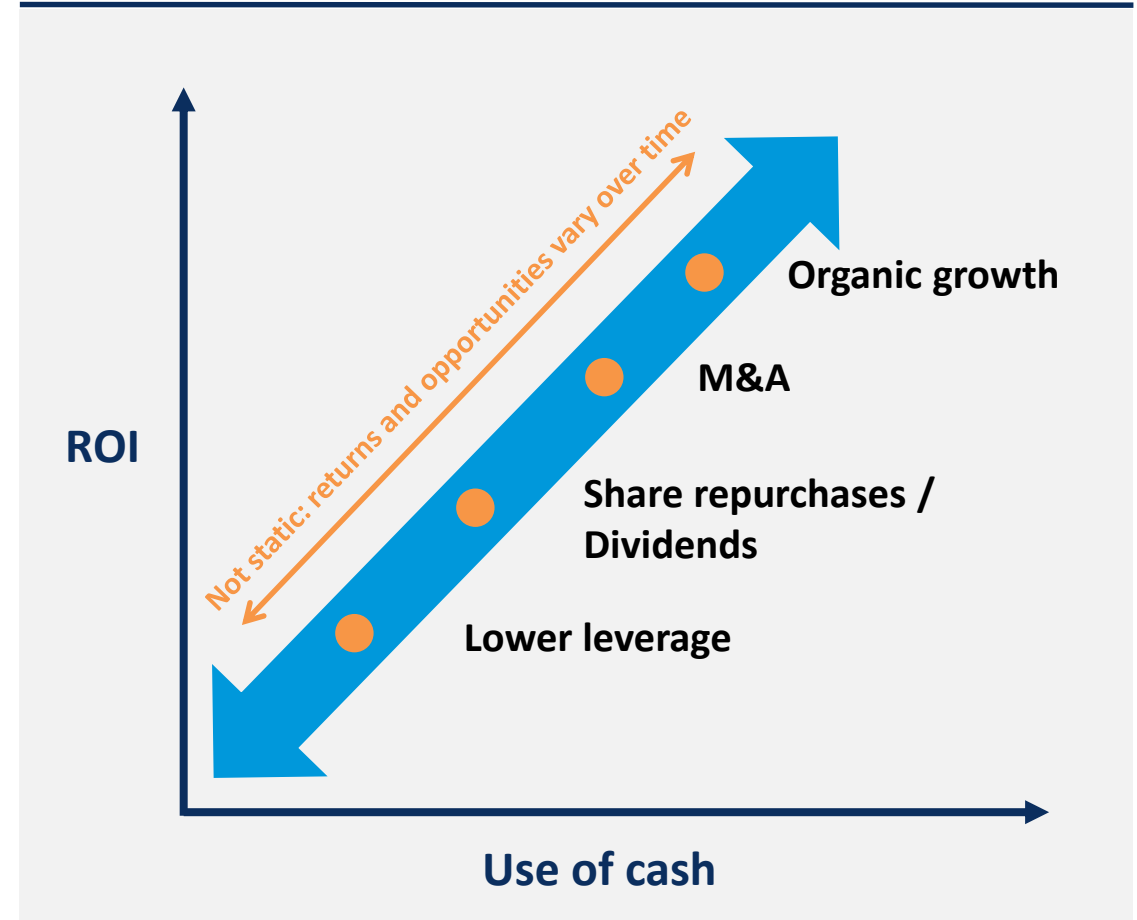 Not static: returns and opportunities vary over time
Organic growth
M&A
ROI
Share repurchases /
Dividends
Lower leverage
Use of cash